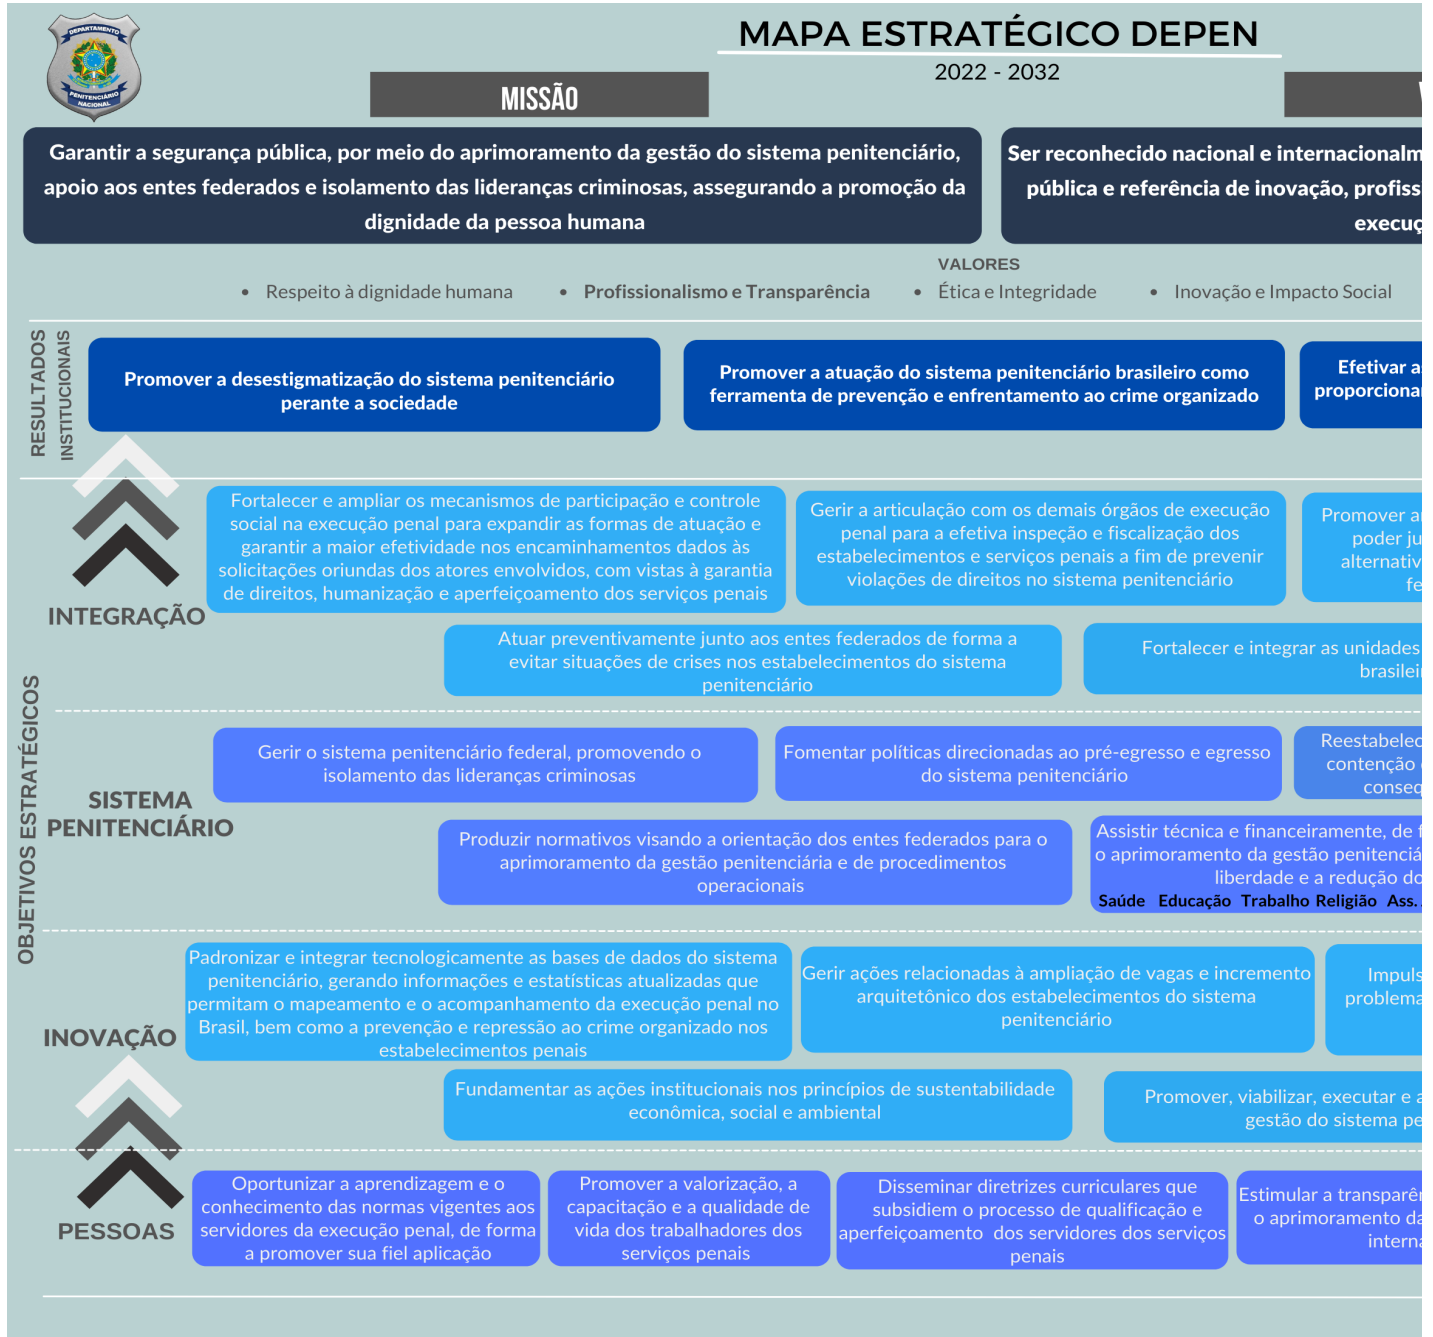 MAPA ESTRATÉGICO DEPEN
2022 - 2032
DEPARTAMENTO
PENITENCIÁRIO
NACIONAL
MISSÃO
Garantir a segurança pública, por meio do aprimoramento da gestão do sistema penitenciário,
apoio aos entes federados e isolamento das lideranças criminosas, assegurando a promoção da
dignidade da pessoa humana
Ser reconhecido nacional e internacionalm
pública e referência de inovação, profiss
execuç
VALORES
• Respeito à dignidade humana • Profissionalismo e Transparência • Ética e Integridade • Inovação e Impacto Social
RESULTADOS
INSTITUCIONAIS
Promover a desestigmatização do sistema penitenciário
perante a sociedade
Promover a atuação do sistema penitenciário brasileiro como
ferramenta de prevenção e enfrentamento ao crime organizado
Efetivar as
proporciona
OBJETIVOS ESTRATÉGICOS
INTEGRAÇÃO
Fortalecer e ampliar os mecanismos de participação e controle
social na execução penal para expandir as formas de atuação e
garantir a maior efetividade nos encaminhamentos dados às
solicitações oriundas dos atores envolvidos, com vistas à garantia
de direitos, humanização e aperfeiçoamento dos serviços penais
Gerir a articulação com os demais órgãos de execução
penal para a efetiva inspeção e fiscalização dos
estabelecimentos e serviços penais a fim de prevenir
violações de direitos no sistema penitenciário
Promover a
poder ju
alternativ
fe
Atuar preventivamente junto aos entes federados de forma a
evitar situações de crises nos estabelecimentos do sistema
penitenciário
Fortalecer e integrar as unidades
brasilei
SISTEMA
PENITENCIÁRIO
Gerir o sistema penitenciário federal, promovendo o
isolamento das lideranças criminosas
Fomentar políticas direcionadas ao pré-egresso e egresso
do sistema penitenciário
Reestabelec
contenção
conseq
Produzir normativos visando a orientação dos entes federados para o
aprimoramento da gestão penitenciária e de procedimentos
operacionais
Assistir técnica e financeiramente, de f
o aprimoramento da gestão penitenciá
liberdade e a redução do
Saúde Educação Trabalho Religião Ass.
INOVAÇÃO
Padronizar e integrar tecnologicamente as bases de dados do sistema
penitenciário, gerando informações e estatísticas atualizadas que
permitam o mapeamento e o acompanhamento da execução penal no
Brasil, bem como a prevenção e repressão ao crime organizado nos
estabelecimentos penais
Gerir ações relacionadas à ampliação de vagas e incremento
arquitetônico dos estabelecimentos do sistema
penitenciário
Impuls
problema
Fundamentar as ações institucionais nos princípios de sustentabilidade
econômica, social e ambiental
Promover, viabilizar, executar e a
gestão do sistema pe
PESSOAS
Oportunizar a aprendizagem e o
conhecimento das normas vigentes aos
servidores da execução penal, de forma
a promover sua fiel aplicação
Promover a valorização, a
capacitação e a qualidade de
vida dos trabalhadores dos
serviços penais
Disseminar diretrizes curriculares que
subsidiem o processo de qualificação e
aperfeiçoamento dos servidores dos serviços
penais
Estimular a transparên
o aprimoramento da
interna